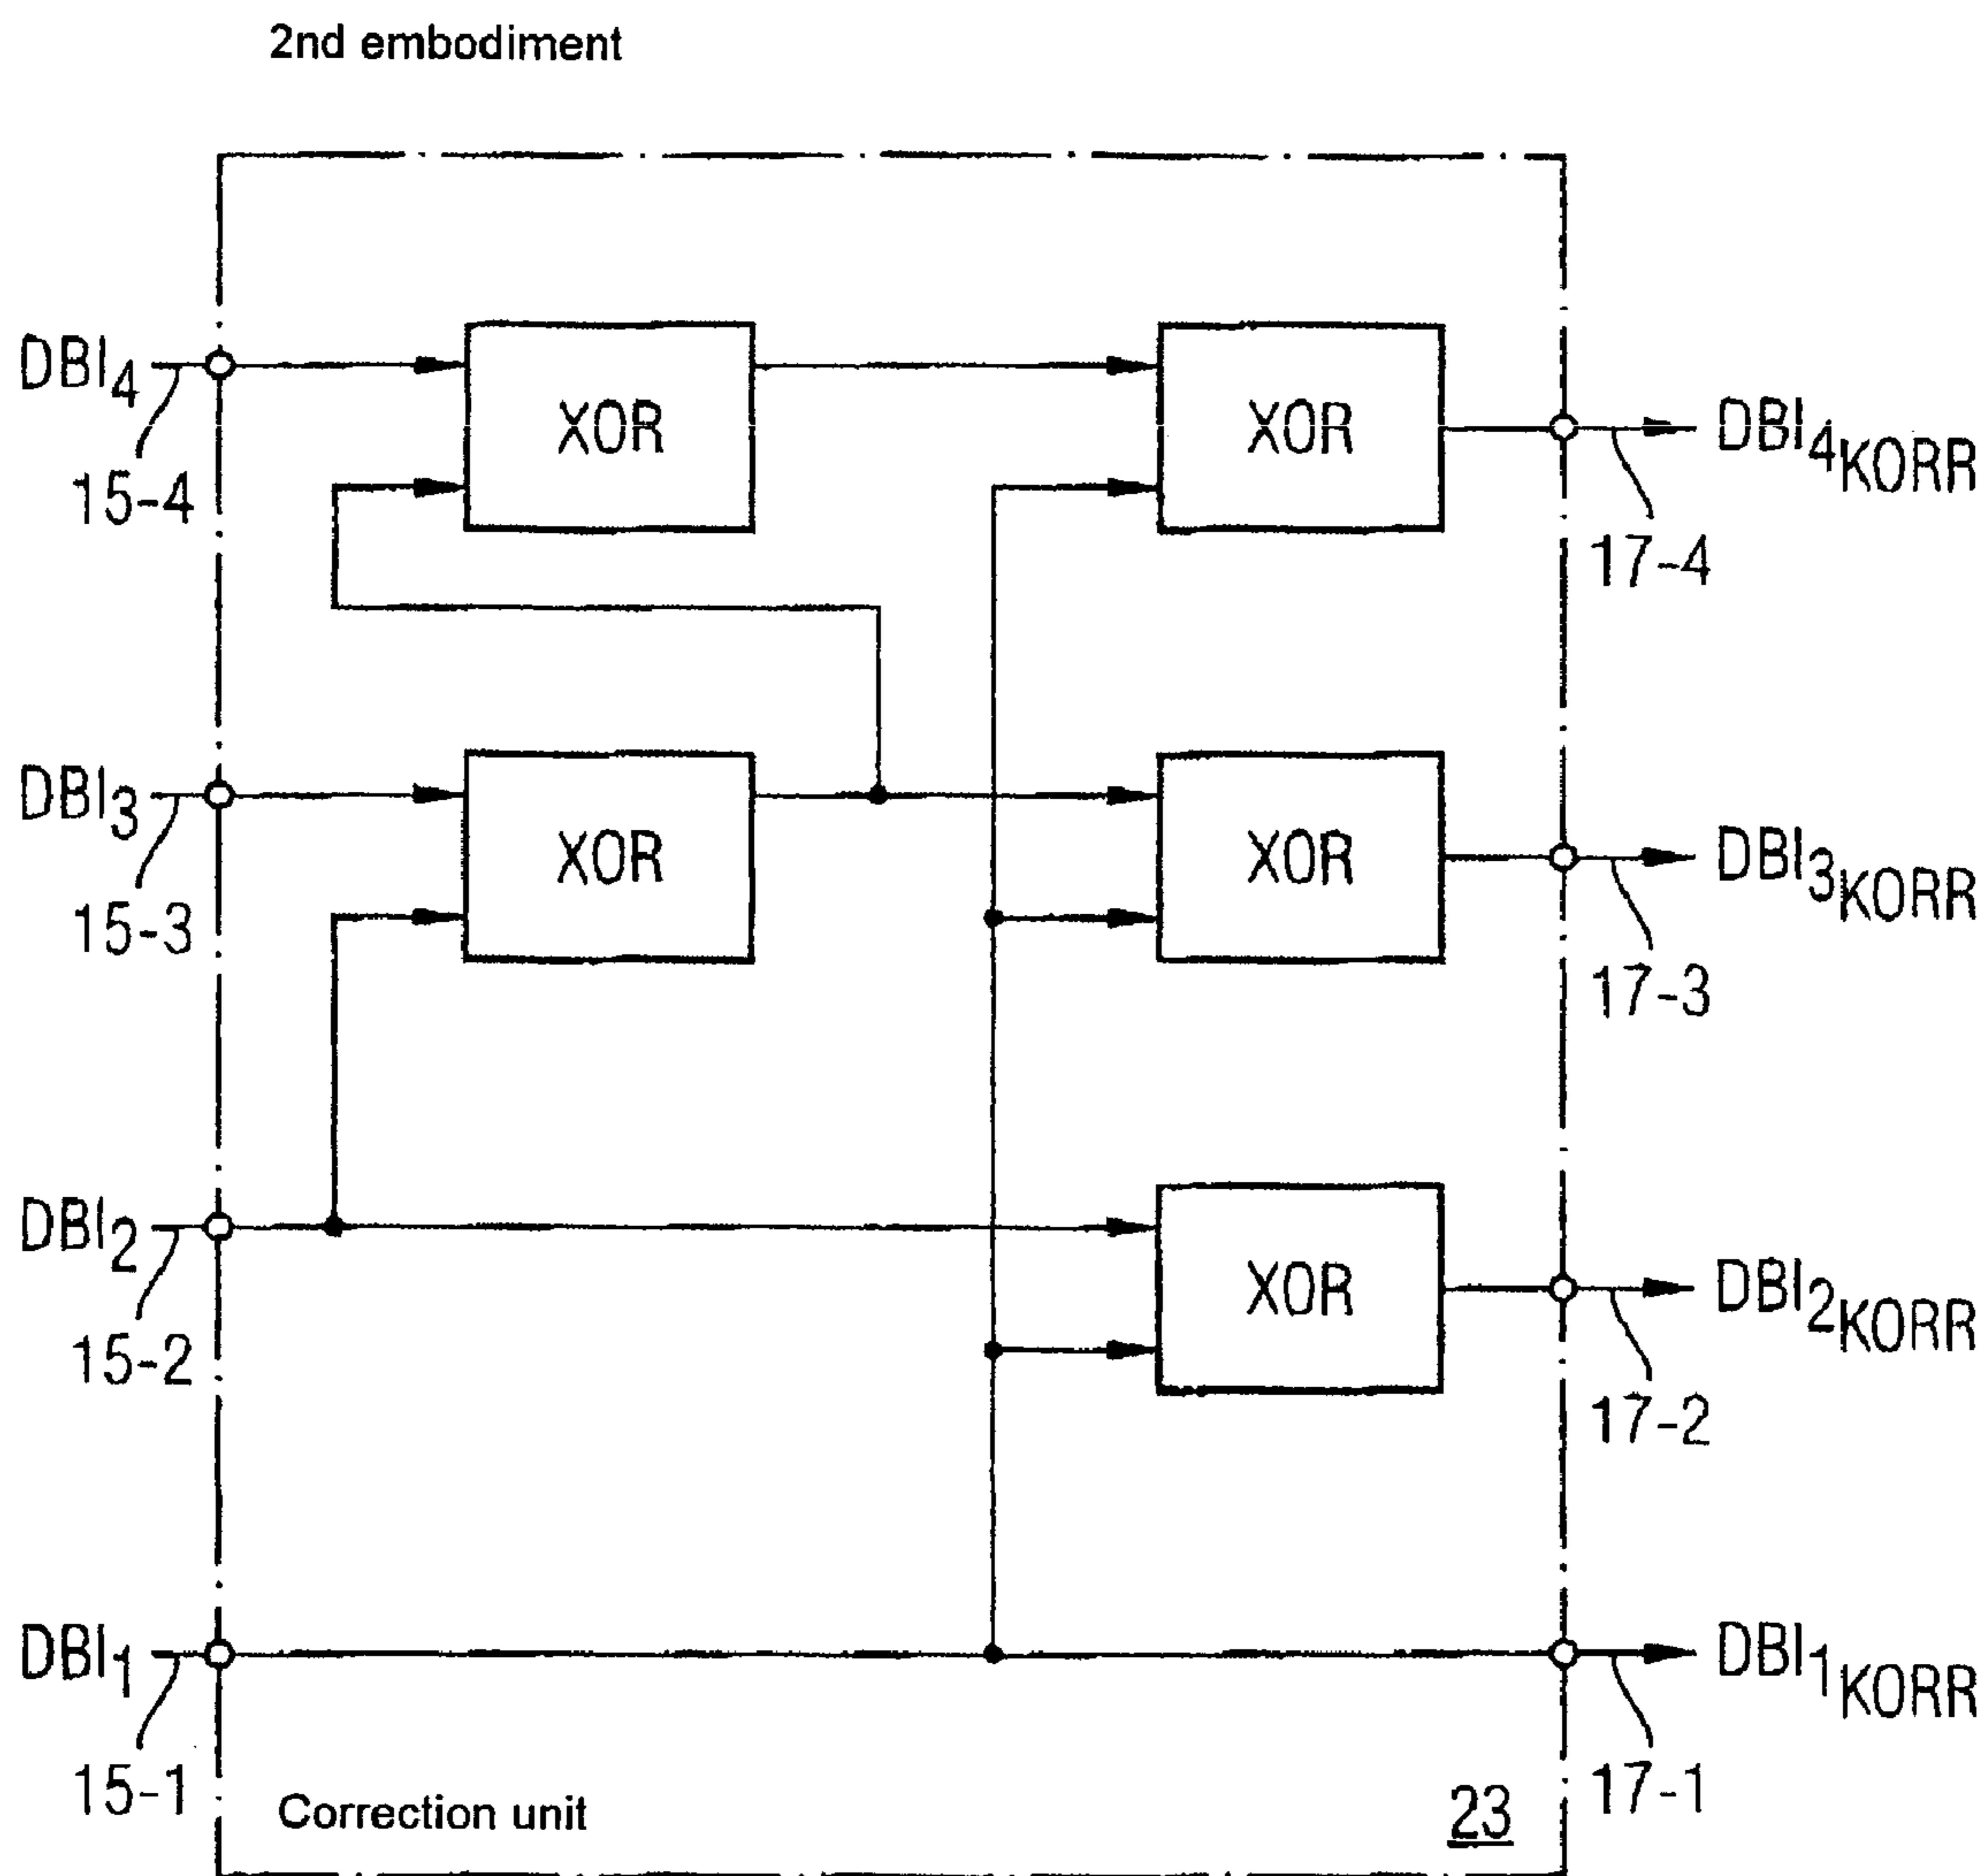 2nd embodiment
DBI4
XOR
XOR
DBI4KORR
15-4
17-4
DBI3
XOR
XOR
DBI3KORR
15-3
17-3
DBI2
XOR
DBI2KORR
15-2
17-2
DBI1
DBI1KORR
15-1
Correction unit
23
17-1